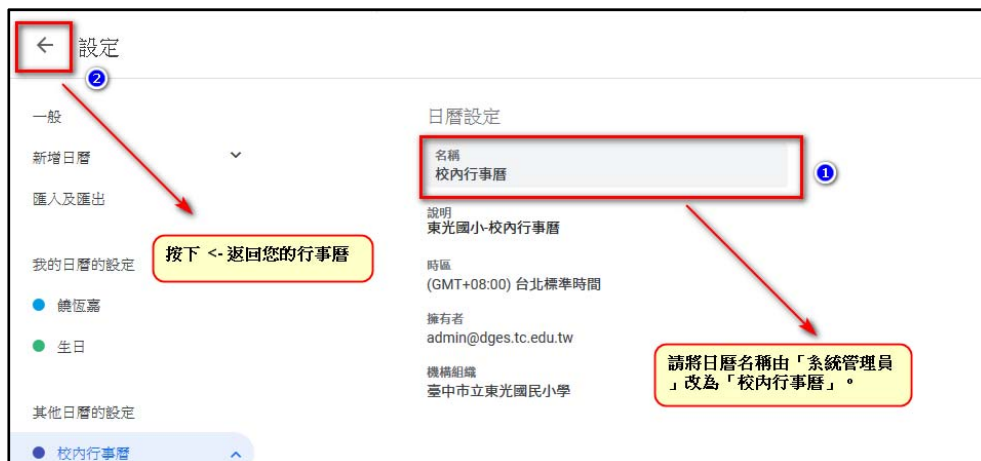 ← 設定
2
一般
新增日曆
匯入及匯出
我的日曆的設定
饒恆嘉
生日
其他日曆的設定
校內行事曆
日曆設定
名稱
校內行事曆
1
說明
東光國小-校內行事曆
時區
(GMT+08:00) 台北標準時間
擁有者
admin@dges.tc.edu.tw
機構組織
臺中市立東光國民小學
按下 <- 返回您的行事曆
請將日曆名稱由「系統管理員
」改為「校內行事曆」。